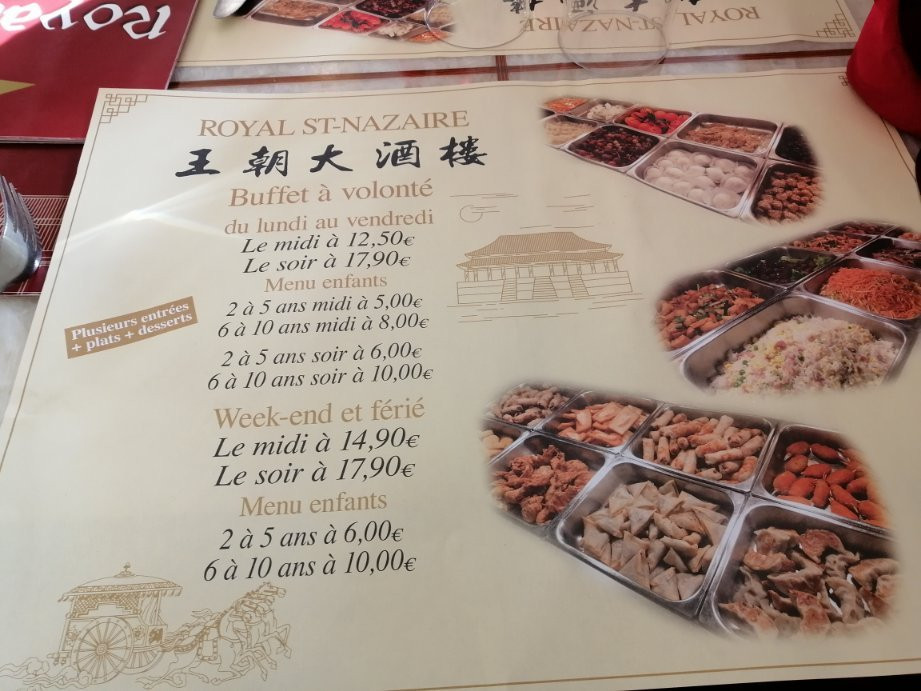 Royal
ROYAL
ST-NAZAIRE
ROYAL ST-NAZAIRE
王朝大酒楼
Buffet à volonté
du lundi au vendredi
Le midi à 12,50€
Le soir à 17,90€
Menu enfants
2 à 5 ans midi à 5,00€
6 à 10 ans midi à 8,00€
Plusieurs entrées
+ plats + desserts
2 à 5 ans soir à 6,00€
6 à 10 ans soir à 10,00€
Week-end et férié
Le midi à 14,90€
Le soir à 17,90€
Menu enfants
2 à 5 ans à 6,00€
6 à 10 ans à 10,00€